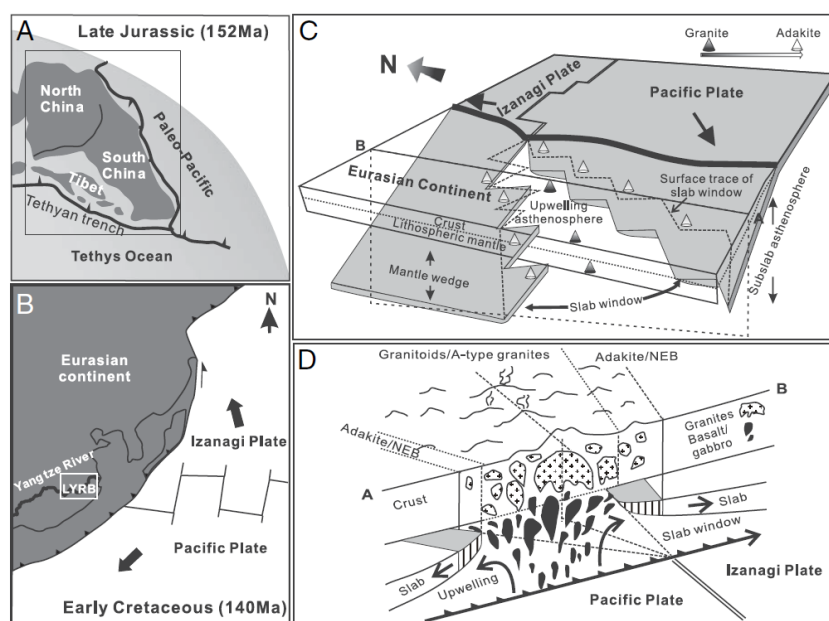 A
Late Jurassic (152Ma)
North
China
South
China
Tibet
Paleo-Pacific
Tethyan trench
Tethys Ocean
B
N
Eurasian
continent
Izanagi Plate
Yangtze River
LYRB
Pacific Plate
Early Cretaceous (140Ma)
C
Granite
Adakite
N
Izanagi Plate
Pacific Plate
B
Eurasian Continent
Surface trace of
slab window
Upwelling
asthenosphere
A
Crust
Lithospheric mantle
Mantle wedge
Slab window
Subslab asthenosphere
D
Granitoids/A-type granites
Adakite/NEB
B
Granites
Basalt/
gabbro
Adakite/NEB
A
Crust
Slab
Slab window
Slab
Upwelling
Izanagi Plate
Pacific Plate